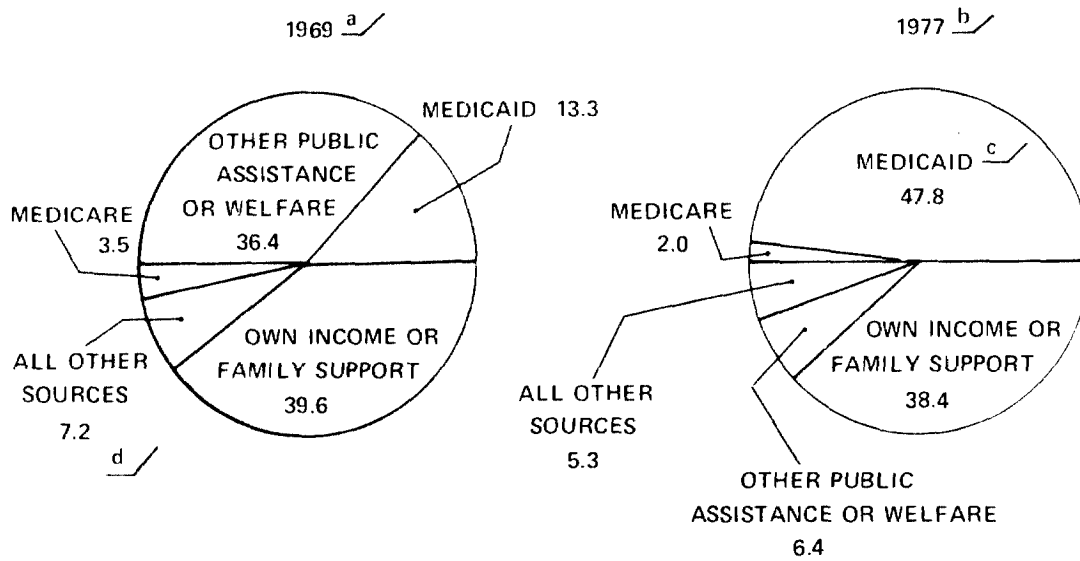 1969 a/
MEDICAID 13.3
OTHER PUBLIC
ASSISTANCE
OR WELFARE
36.4
MEDICARE
3.5
OWN INCOME OR
FAMILY SUPPORT
39.6
ALL OTHER
SOURCES
7.2
d/
1977 b/
MEDICAID c/
47.8
MEDICARE
2.0
OWN INCOME OR
FAMILY SUPPORT
38.4
ALL OTHER
SOURCES
5.3
OTHER PUBLIC
ASSISTANCE OR WELFARE
6.4